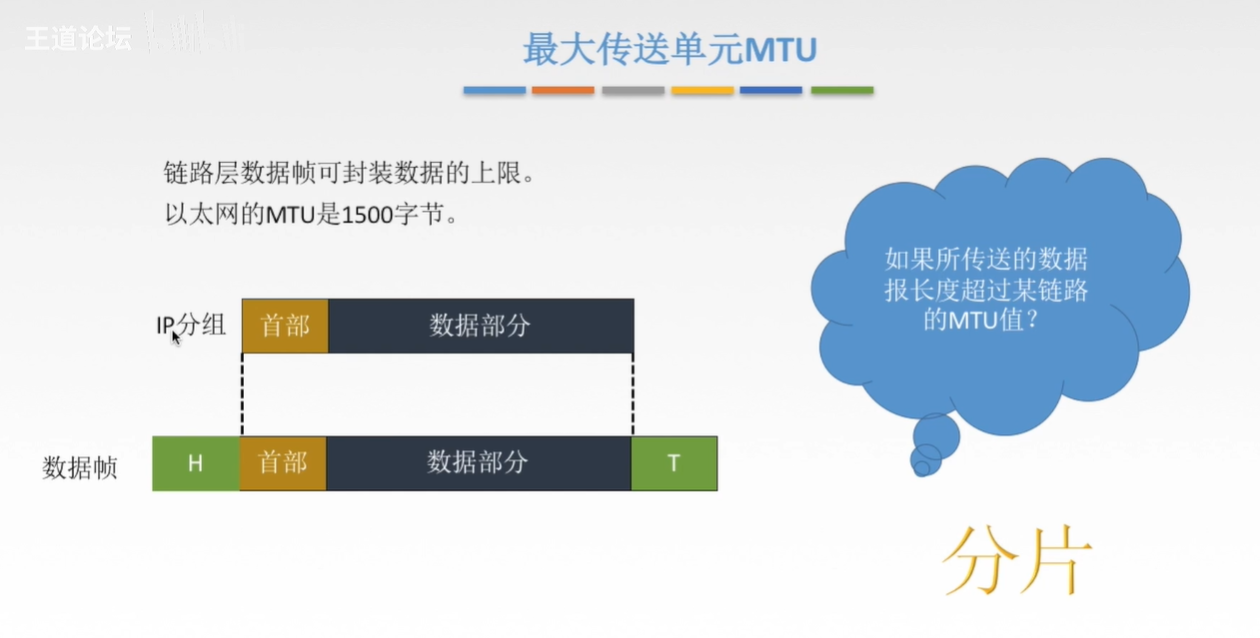 王道论坛
最大传送单元MTU
链路层数据帧可封装数据的上限。
以太网的MTU是1500字节。
如果所传送的数据
报长度超过某链路
的MTU值？
IP分组
首部
数据部分
数据帧
H
首部
数据部分
T
分片